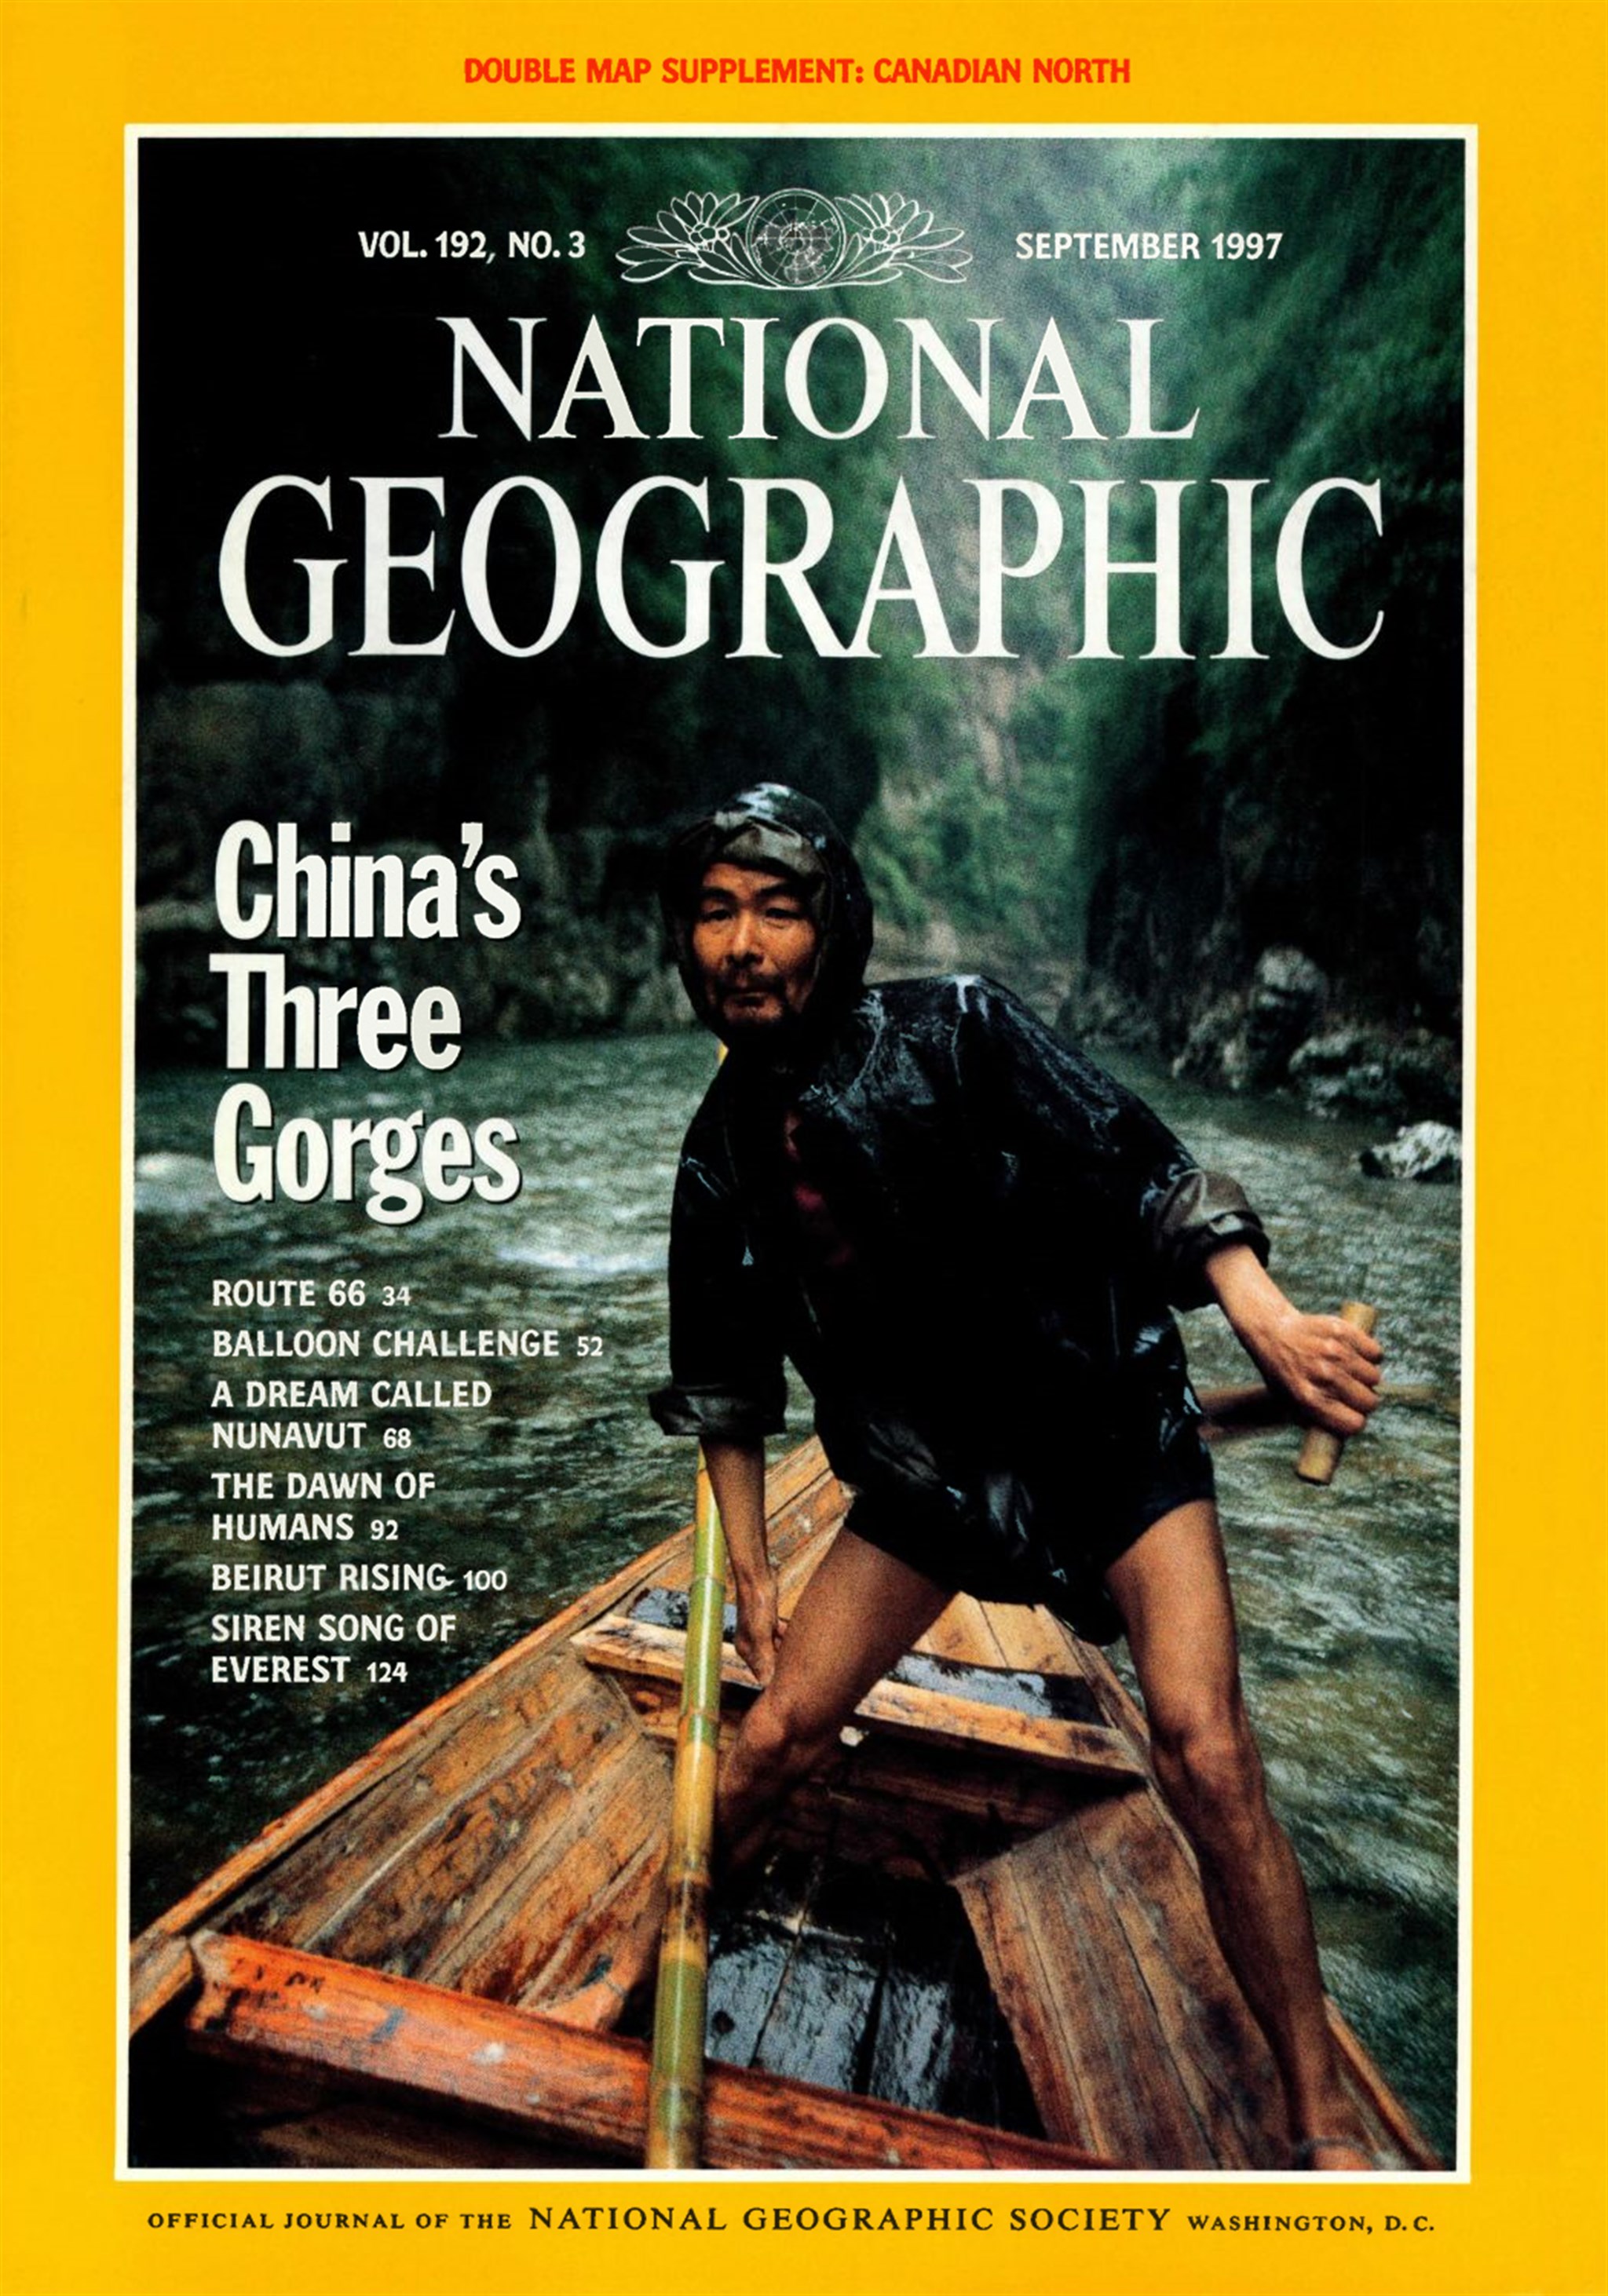 DOUBLE MAP SUPPLEMENT: CANADIAN NORTH
VOL. 192, NO. 3
SEPTEMBER 1997
NATIONAL
GEOGRAPHIC
China's
Three
Gorges
ROUTE 66 34
BALLOON CHALLENGE 52
A DREAM CALLED
NUNAVUT 68
THE DAWN OF
HUMANS 92
BEIRUT RISING 100
SIREN SONG OF
EVEREST 124
OFFICIAL JOURNAL OF THE NATIONAL GEOGRAPHIC SOCIETY WASHINGTON, D.C.